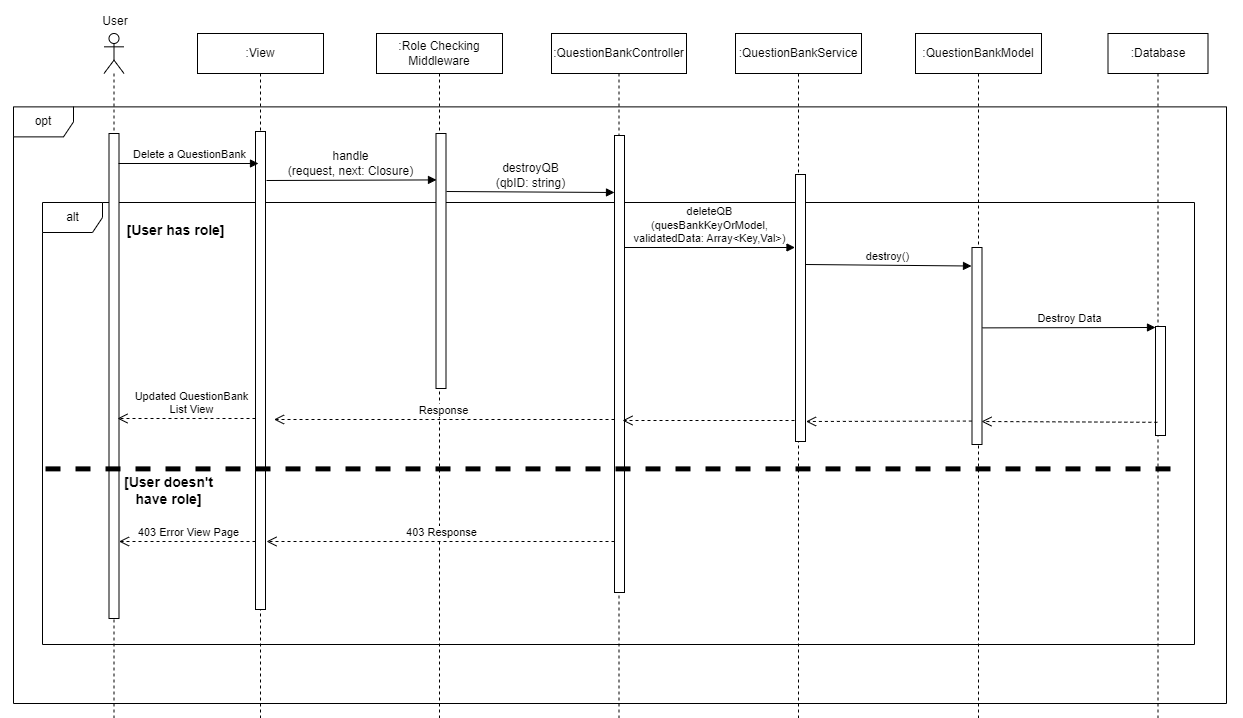 User
:View
:Role Checking
Middleware
:QuestionBankController
:QuestionBankService
:QuestionBankModel
:Database
opt
Delete a QuestionBank
handle
(request, next: Closure)
destroyQB
(qbID: string)
alt
[User has role]
deleteQB
(quesBankKeyOrModel,
validatedData: Array<Key,Val>)
destroy()
Destroy Data
Updated QuestionBank
List View
Response
[User doesn't
have role]
403 Error View Page
403 Response